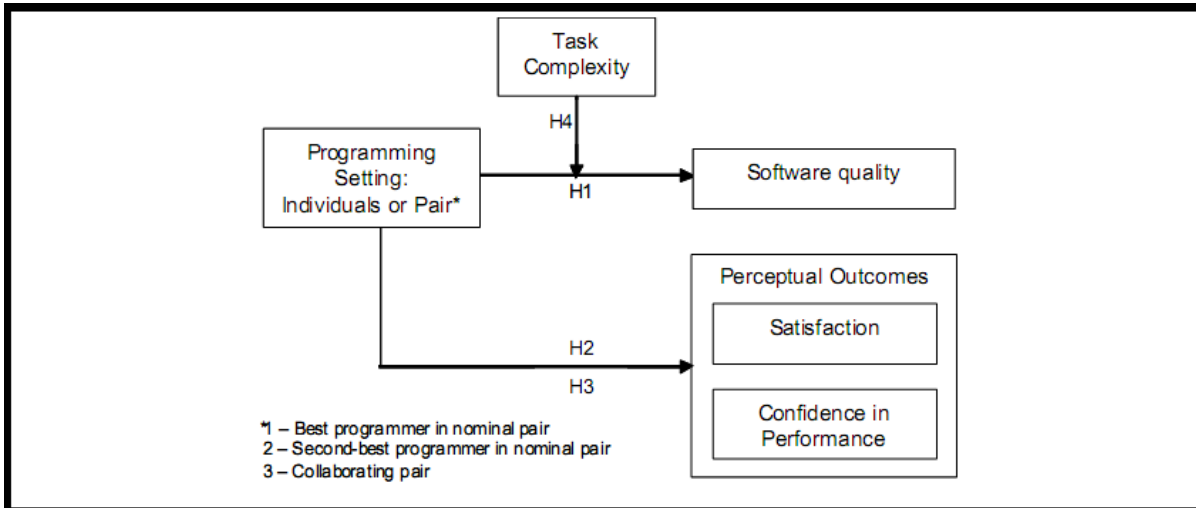 Task
Complexity
H4
Programming
Setting:
Individuals or Pair*
H1
Software quality
Perceptual Outcomes
Satisfaction
H2
H3
Confidence in
Performance
*1 – Best programmer in nominal pair
2 – Second-best programmer in nominal pair
3 – Collaborating pair